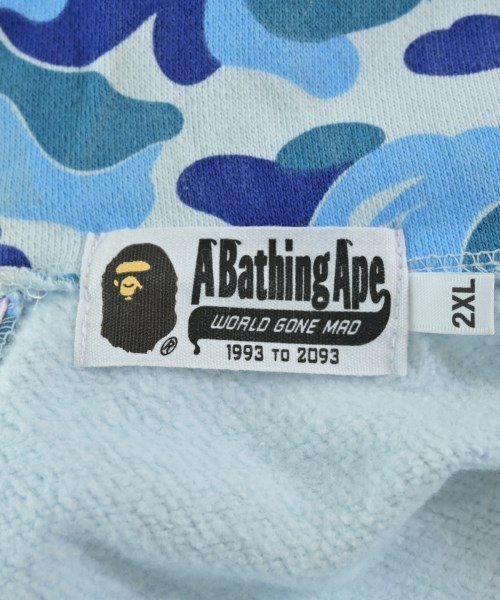 A Bathing Ape
WORLD GONE MAD
®
1993 TO 2093
2XL